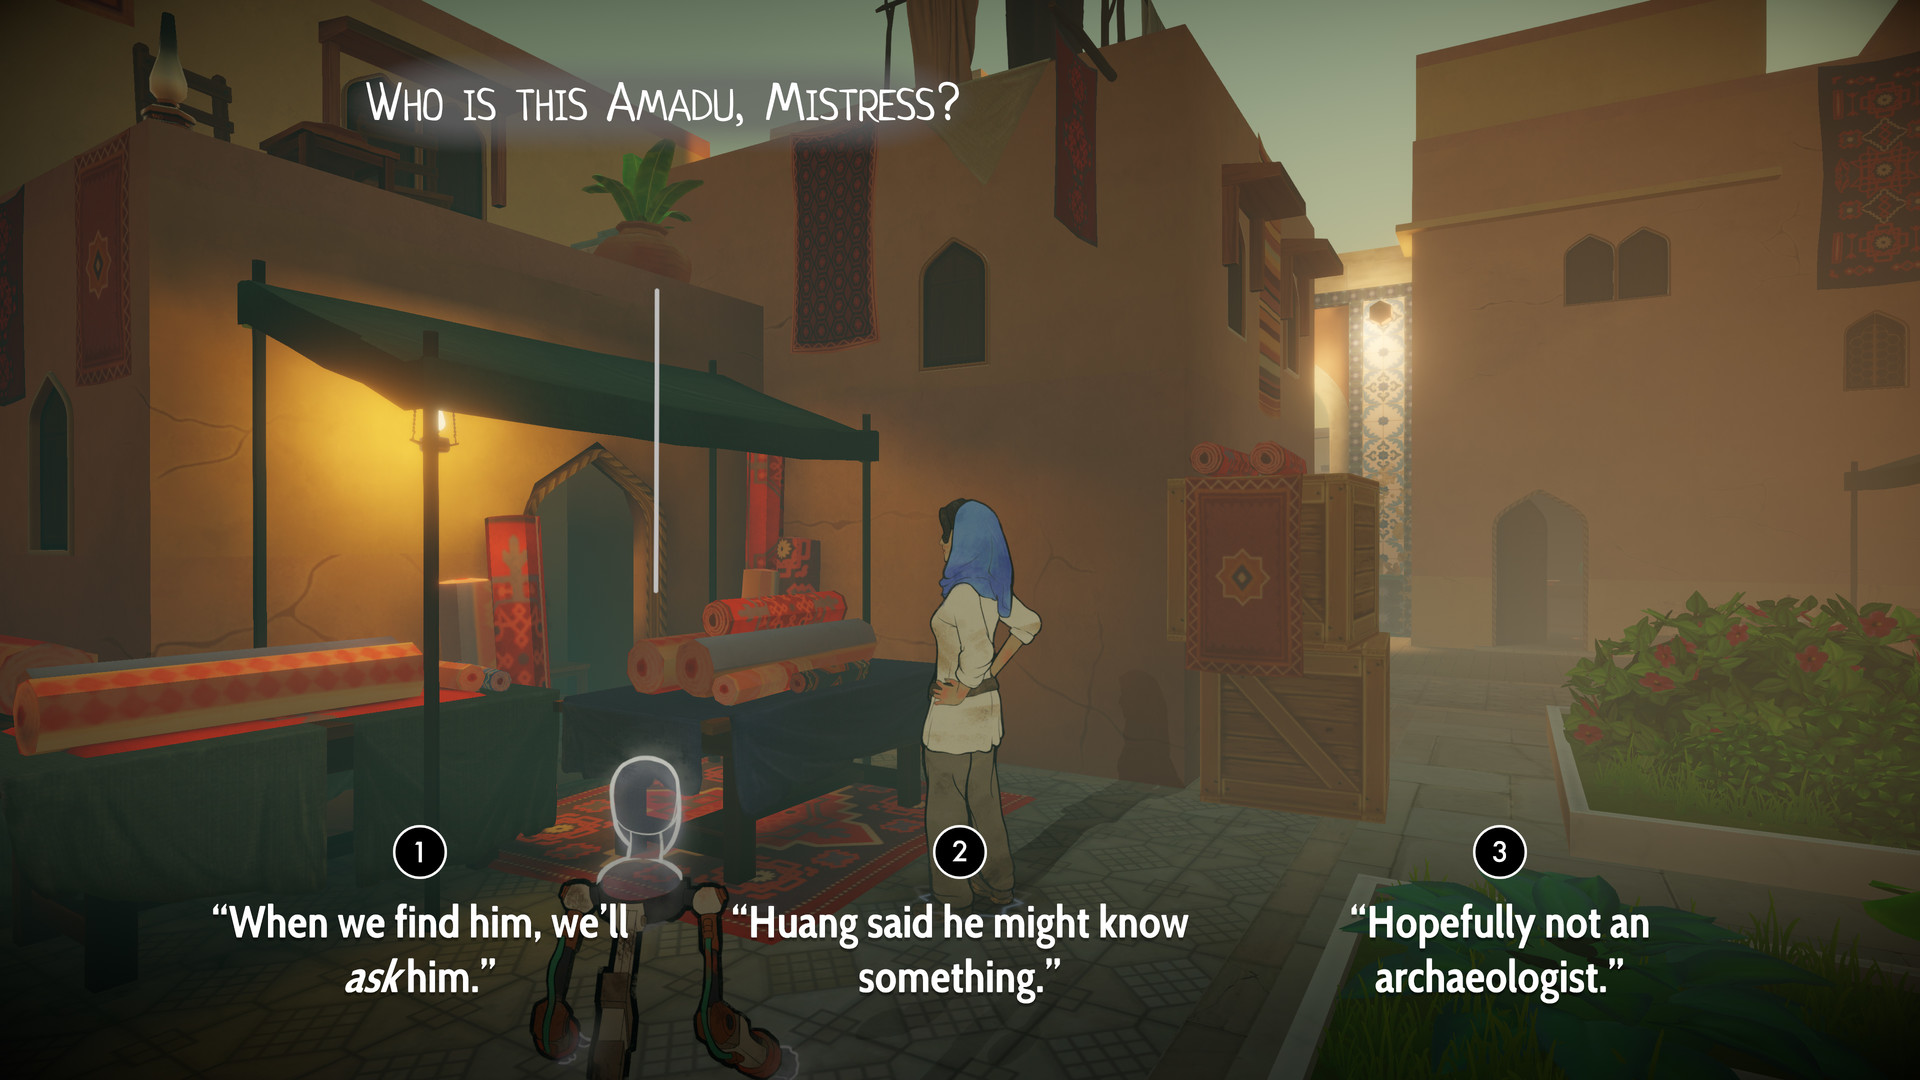 Who is this Amadu, Mistress?
1
“When we find him, we’ll
ask him.”
2
“Huang said he might know
something.”
3
“Hopefully not an
archaeologist.”